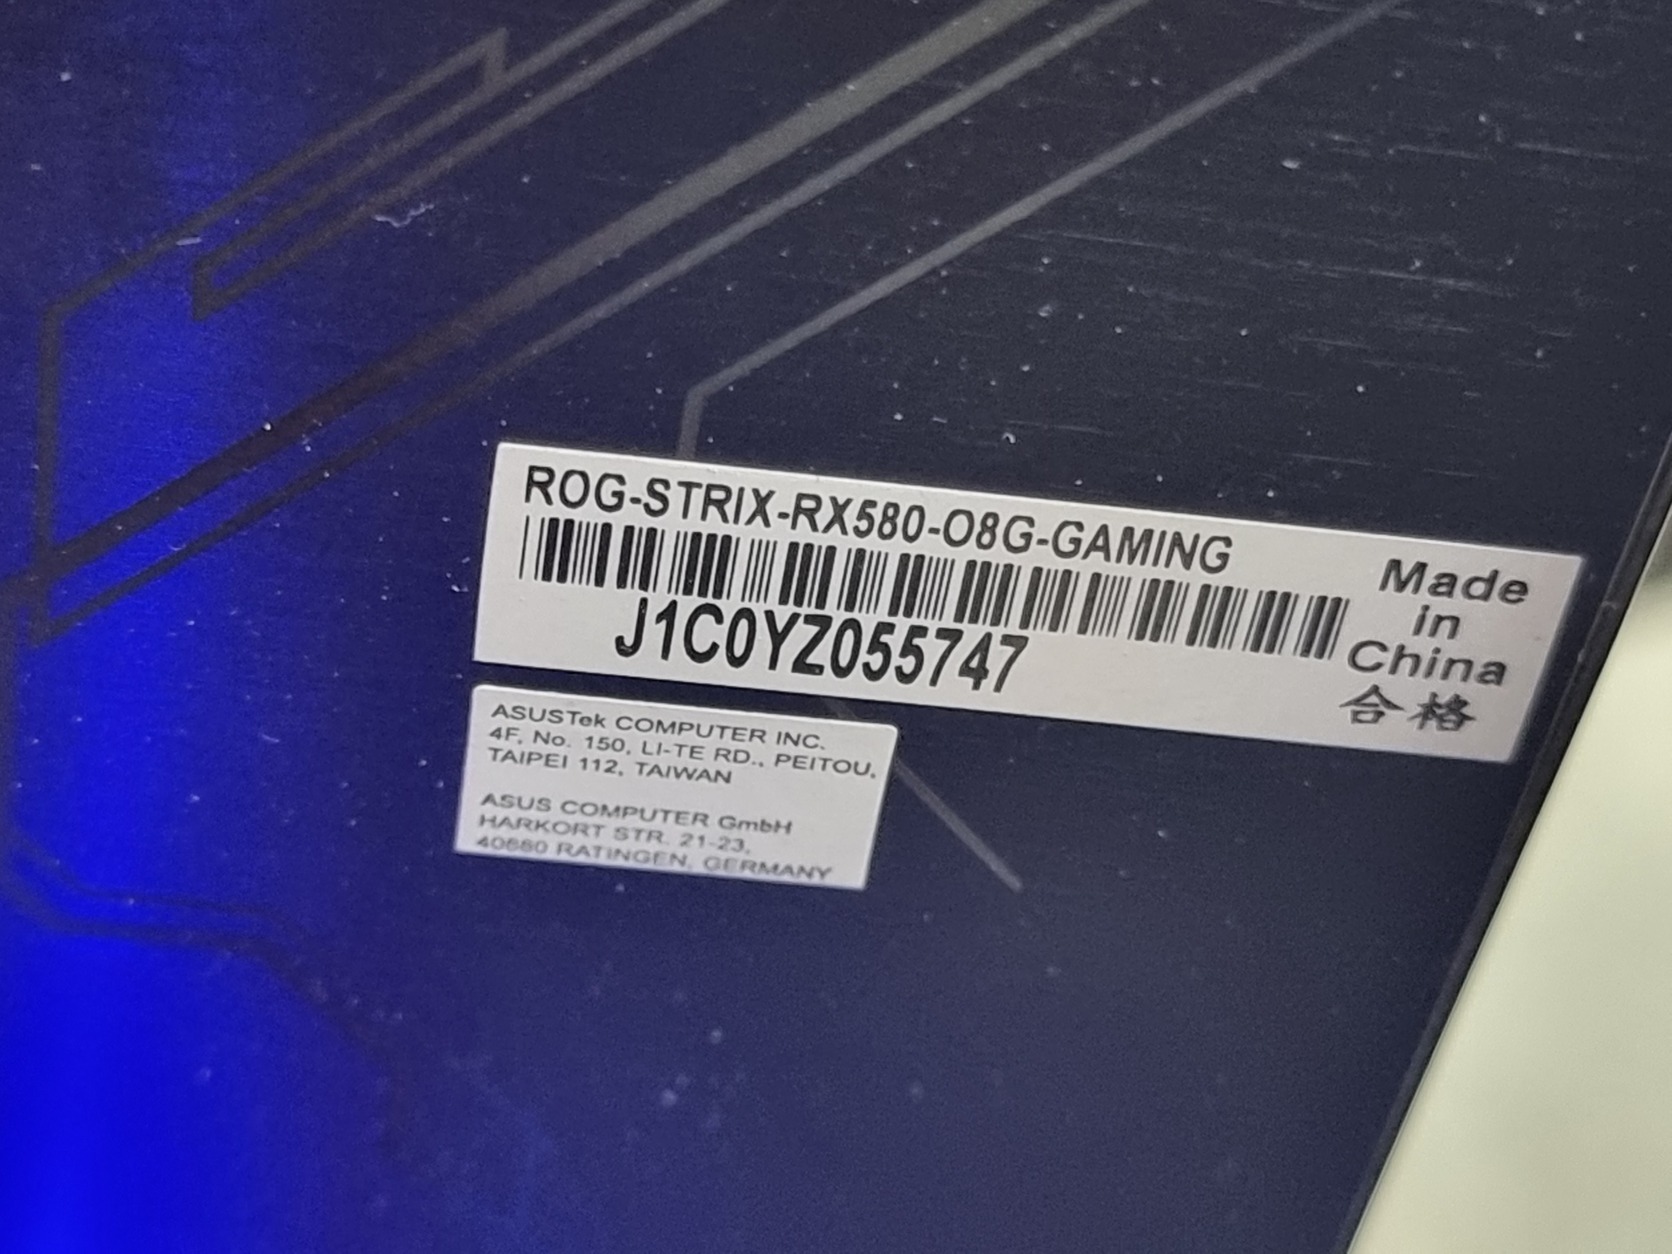 ROG-STRIX-RX580-O8G-GAMING
J1C0YZ055747
Made
in
China
合格
ASUSTek COMPUTER INC.
4F, No. 150, LI-TE RD., PEITOU,
TAIPEI 112, TAIWAN
ASUS COMPUTER GmbH
HARKORT STR. 21-23,
40880 RATINGEN, GERMANY